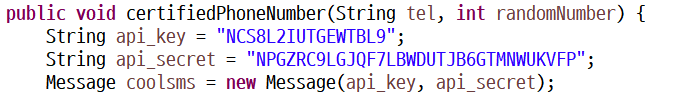 public void certifiedPhoneNumber(String tel, int randomNumber) {
String api_key = "NCS8L2IUTGEWTBL9";
String api_secret = "NPGZRC9LGJQF7LBWDUTJB6GTMNWUKVFP";
Message coolsms = new Message(api_key, api_secret);